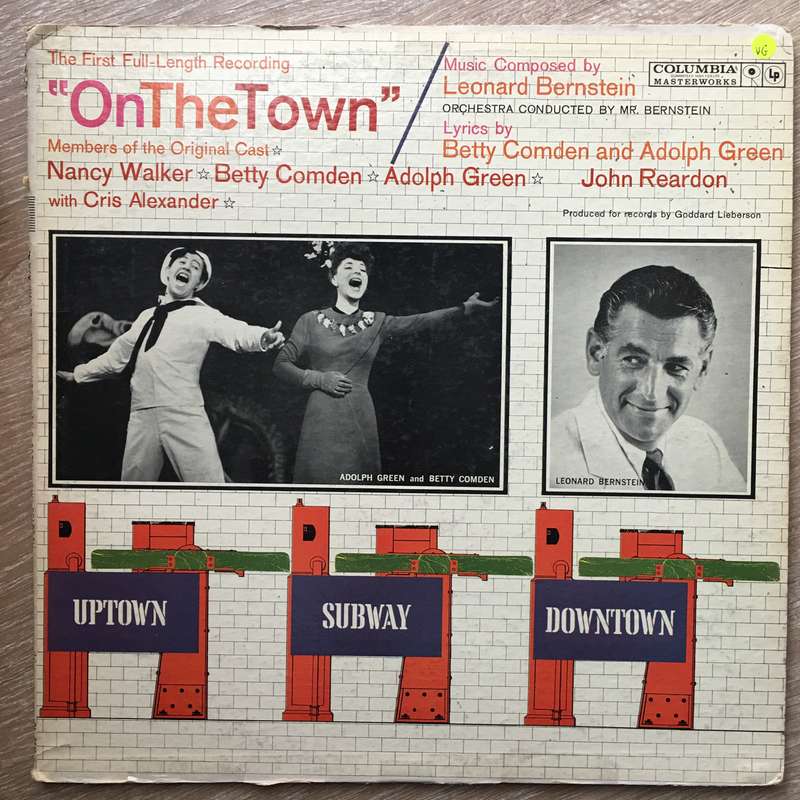 The First Full-Length Recording
"OnTheTown"
Members of the Original Cast☆
Nancy Walker☆Betty Comden☆Adolph Green☆ John Reardon
with Cris Alexander☆
Music Composed by
Leonard Bernstein
ORCHESTRA CONDUCTED BY MR. BERNSTEIN
Lyrics by
Betty Comden and Adolph Green
COLUMBIA
MASTERWORKS
Lp
VG
Produced for records by Goddard Lieberson
ADOLPH GREEN and BETTY COMDEN
LEONARD BERNSTEIN
UPTOWN
SUBWAY
DOWNTOWN